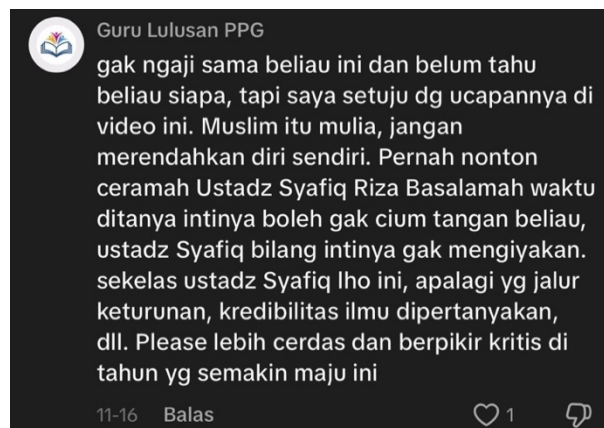 Guru Lulusan PPG
gak ngaji sama beliau ini dan belum tahu
beliau siapa, tapi saya setuju dg ucapannya di
video ini. Muslim itu mulia, jangan
merendahkan diri sendiri. Pernah nonton
ceramah Ustadz Syafiq Riza Basalamah waktu
ditanya intinya boleh gak cium tangan beliau,
ustadz Syafiq bilang intinya gak mengiyakan.
sekelas ustadz Syafiq lho ini, apalagi yg jalur
keturunan, kredibilitas ilmu dipertanyakan,
dll. Please lebih cerdas dan berpikir kritis di
tahun yg semakin maju ini
11-16 Balas 1